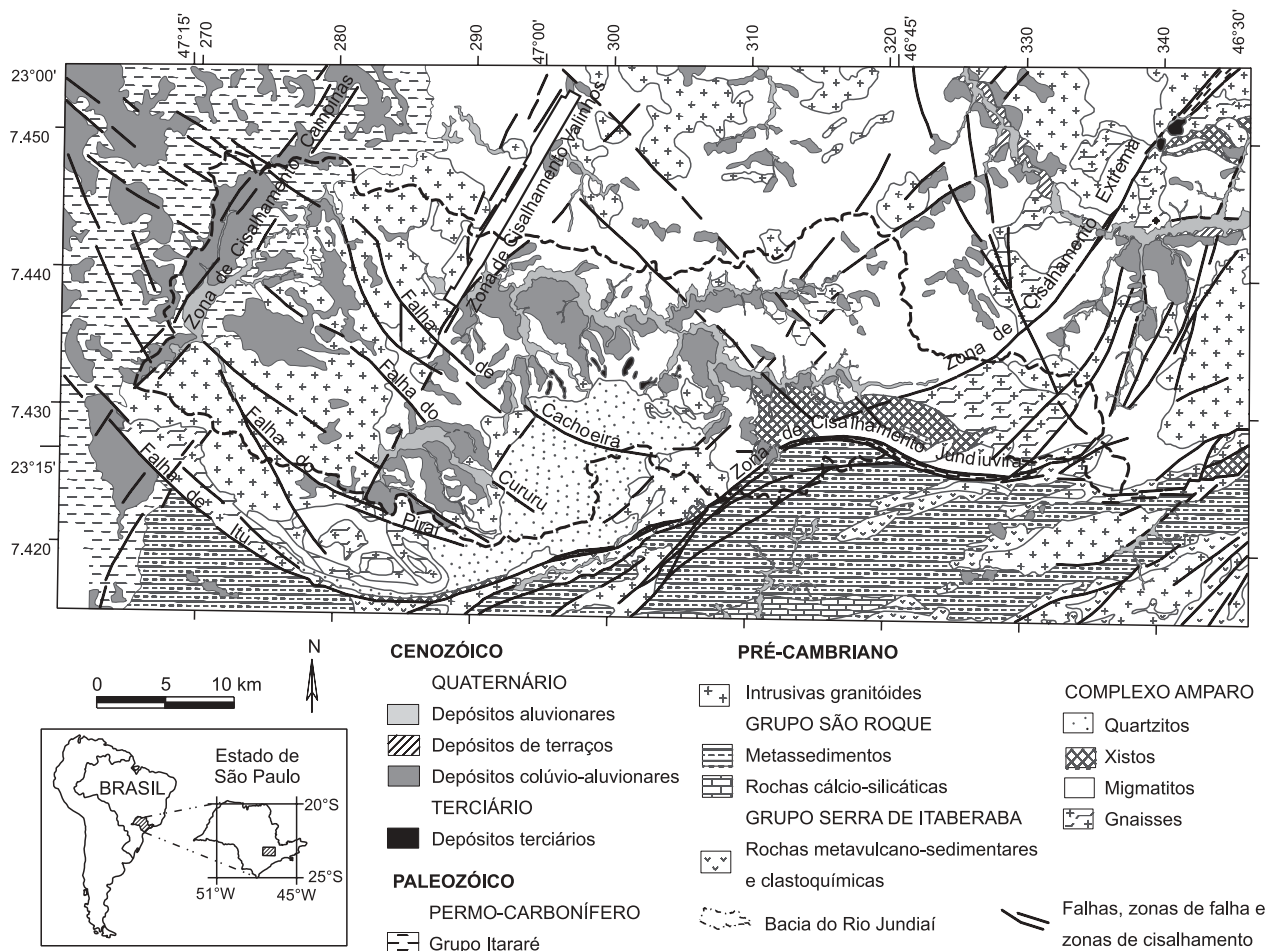 47°15'
270
280
290
47°00'
300
310
320
46°45'
330
340
46°30'
23°00'
7.450
7.440
7.430
23°15'
7.420
Zona de Cisalhamento Campinas
Zona de Cisalhamento Valinhos
Zona de Cisalhamento Extrema
Falha de Cachoeira
Falha do Cururu
Falha do Piraí
Falha de Itu
Zona de Cisalhamento Jundiuvira
0 5 10 km
N
BRASIL
Estado de
São Paulo
20°S
25°S
51°W
45°W
CENOZÓICO
QUATERNÁRIO
Depósitos aluvionares
Depósitos de terraços
Depósitos colúvio-aluvionares
TERCIÁRIO
Depósitos terciários
PALEOZÓICO
PERMO-CARBONÍFERO
Grupo Itararé
PRÉ-CAMBRIANO
Intrusivas granitóides
GRUPO SÃO ROQUE
Metassedimentos
Rochas cálcio-silicáticas
GRUPO SERRA DE ITABERABA
Rochas metavulcano-sedimentares
e clastoquímicas
Bacia do Rio Jundiaí
COMPLEXO AMPARO
Quartzitos
Xistos
Migmatitos
Gnaisses
Falhas, zonas de falha e
zonas de cisalhamento